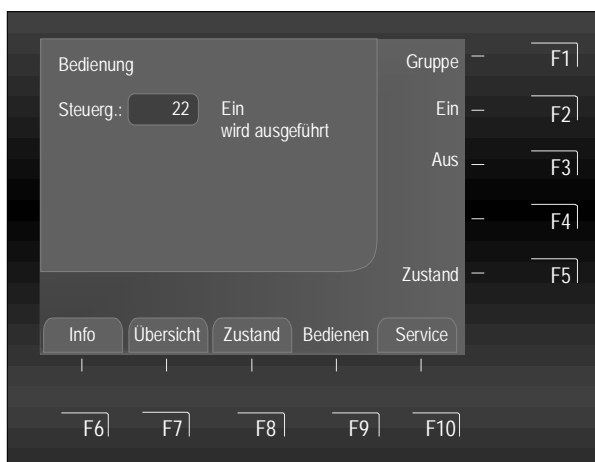 Bedienung
Steuerg.: 22 Ein
wird ausgeführt
Gruppe F1
Ein F2
Aus F3
F4
Zustand F5
Info Übersicht Zustand Bedienen Service
F6 F7 F8 F9 F10